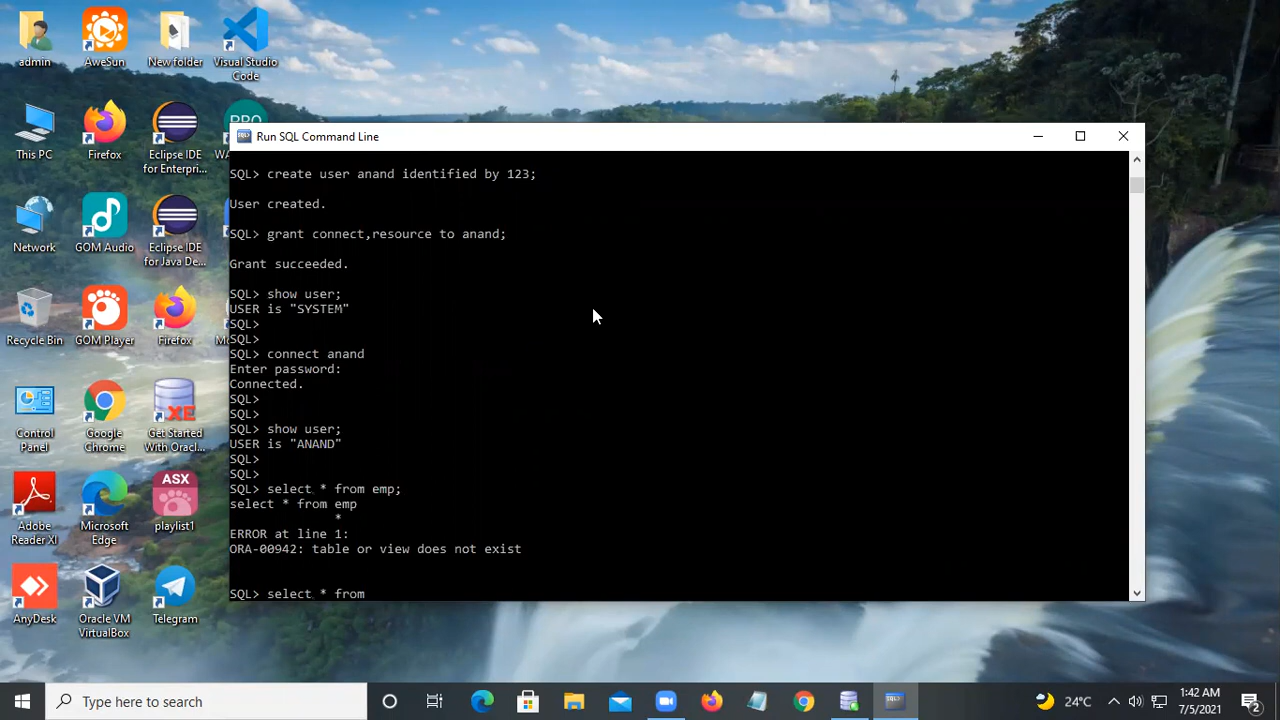 admin
AweSun
New folder
Visual Studio
Code
This PC
Firefox
Eclipse IDE
for Enterpri...
PRO
WA
Network
GOM Audio
Eclipse IDE
for Java De...
Recycle Bin
GOM Player
Firefox
Control
Panel
Google
Chrome
XE
Get Started
With Oracl...
Adobe
Reader XI
Microsoft
Edge
ASX
playlist1
AnyDesk
Oracle VM
VirtualBox
Telegram
Run SQL Command Line
SQL> create user anand identified by 123;
User created.
SQL> grant connect,resource to anand;
Grant succeeded.
SQL> show user;
USER is "SYSTEM"
SQL>
SQL>
SQL> connect anand
Enter password:
Connected.
SQL>
SQL>
SQL> show user;
USER is "ANAND"
SQL>
SQL>
SQL> select * from emp;
select * from emp
*
ERROR at line 1:
ORA-00942: table or view does not exist
SQL> select * from
Type here to search
24°C
1:42 AM
7/5/2021
2